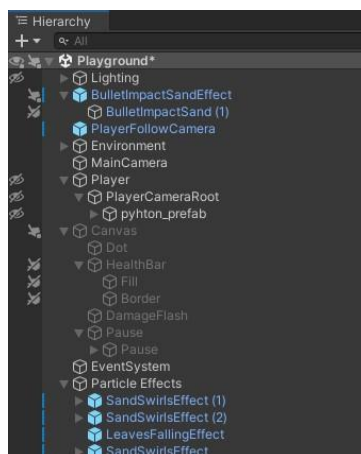 Hierarchy
All
Playground*
Lighting
BulletImpactSandEffect
BulletImpactSand (1)
PlayerFollowCamera
Environment
MainCamera
Player
PlayerCameraRoot
pyhton_prefab
Canvas
Dot
HealthBar
Fill
Border
DamageFlash
Pause
Pause
EventSystem
Particle Effects
SandSwirlsEffect (1)
SandSwirlsEffect (2)
LeavesFallingEffect
SandSwirlsEffect